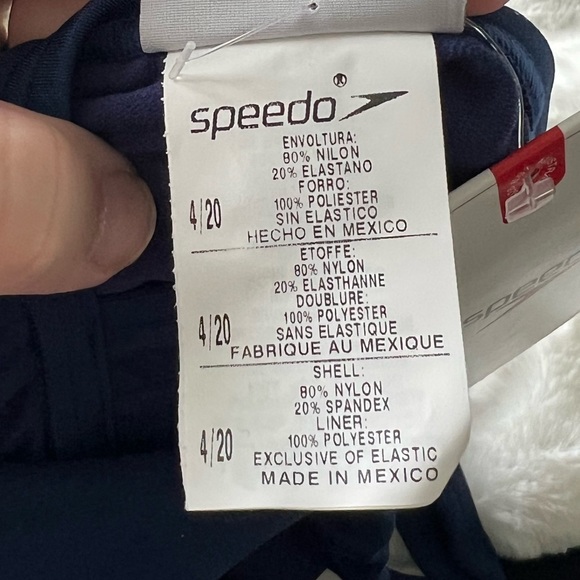 speedo®
ENVOLTURA:
80% NILON
20% ELASTANO
FORRO:
100% POLIESTER
4/20
SIN ELASTICO
HECHO EN MEXICO
ETOFFE:
80% NYLON
20% ELASTHANNE
DOUBLURE:
100% POLYESTER
4/20
SANS ELASTIQUE
FABRIQUE AU MEXIQUE
SHELL:
80% NYLON
20% SPANDEX
LINER:
100% POLYESTER
4/20
EXCLUSIVE OF ELASTIC
MADE IN MEXICO
speedo